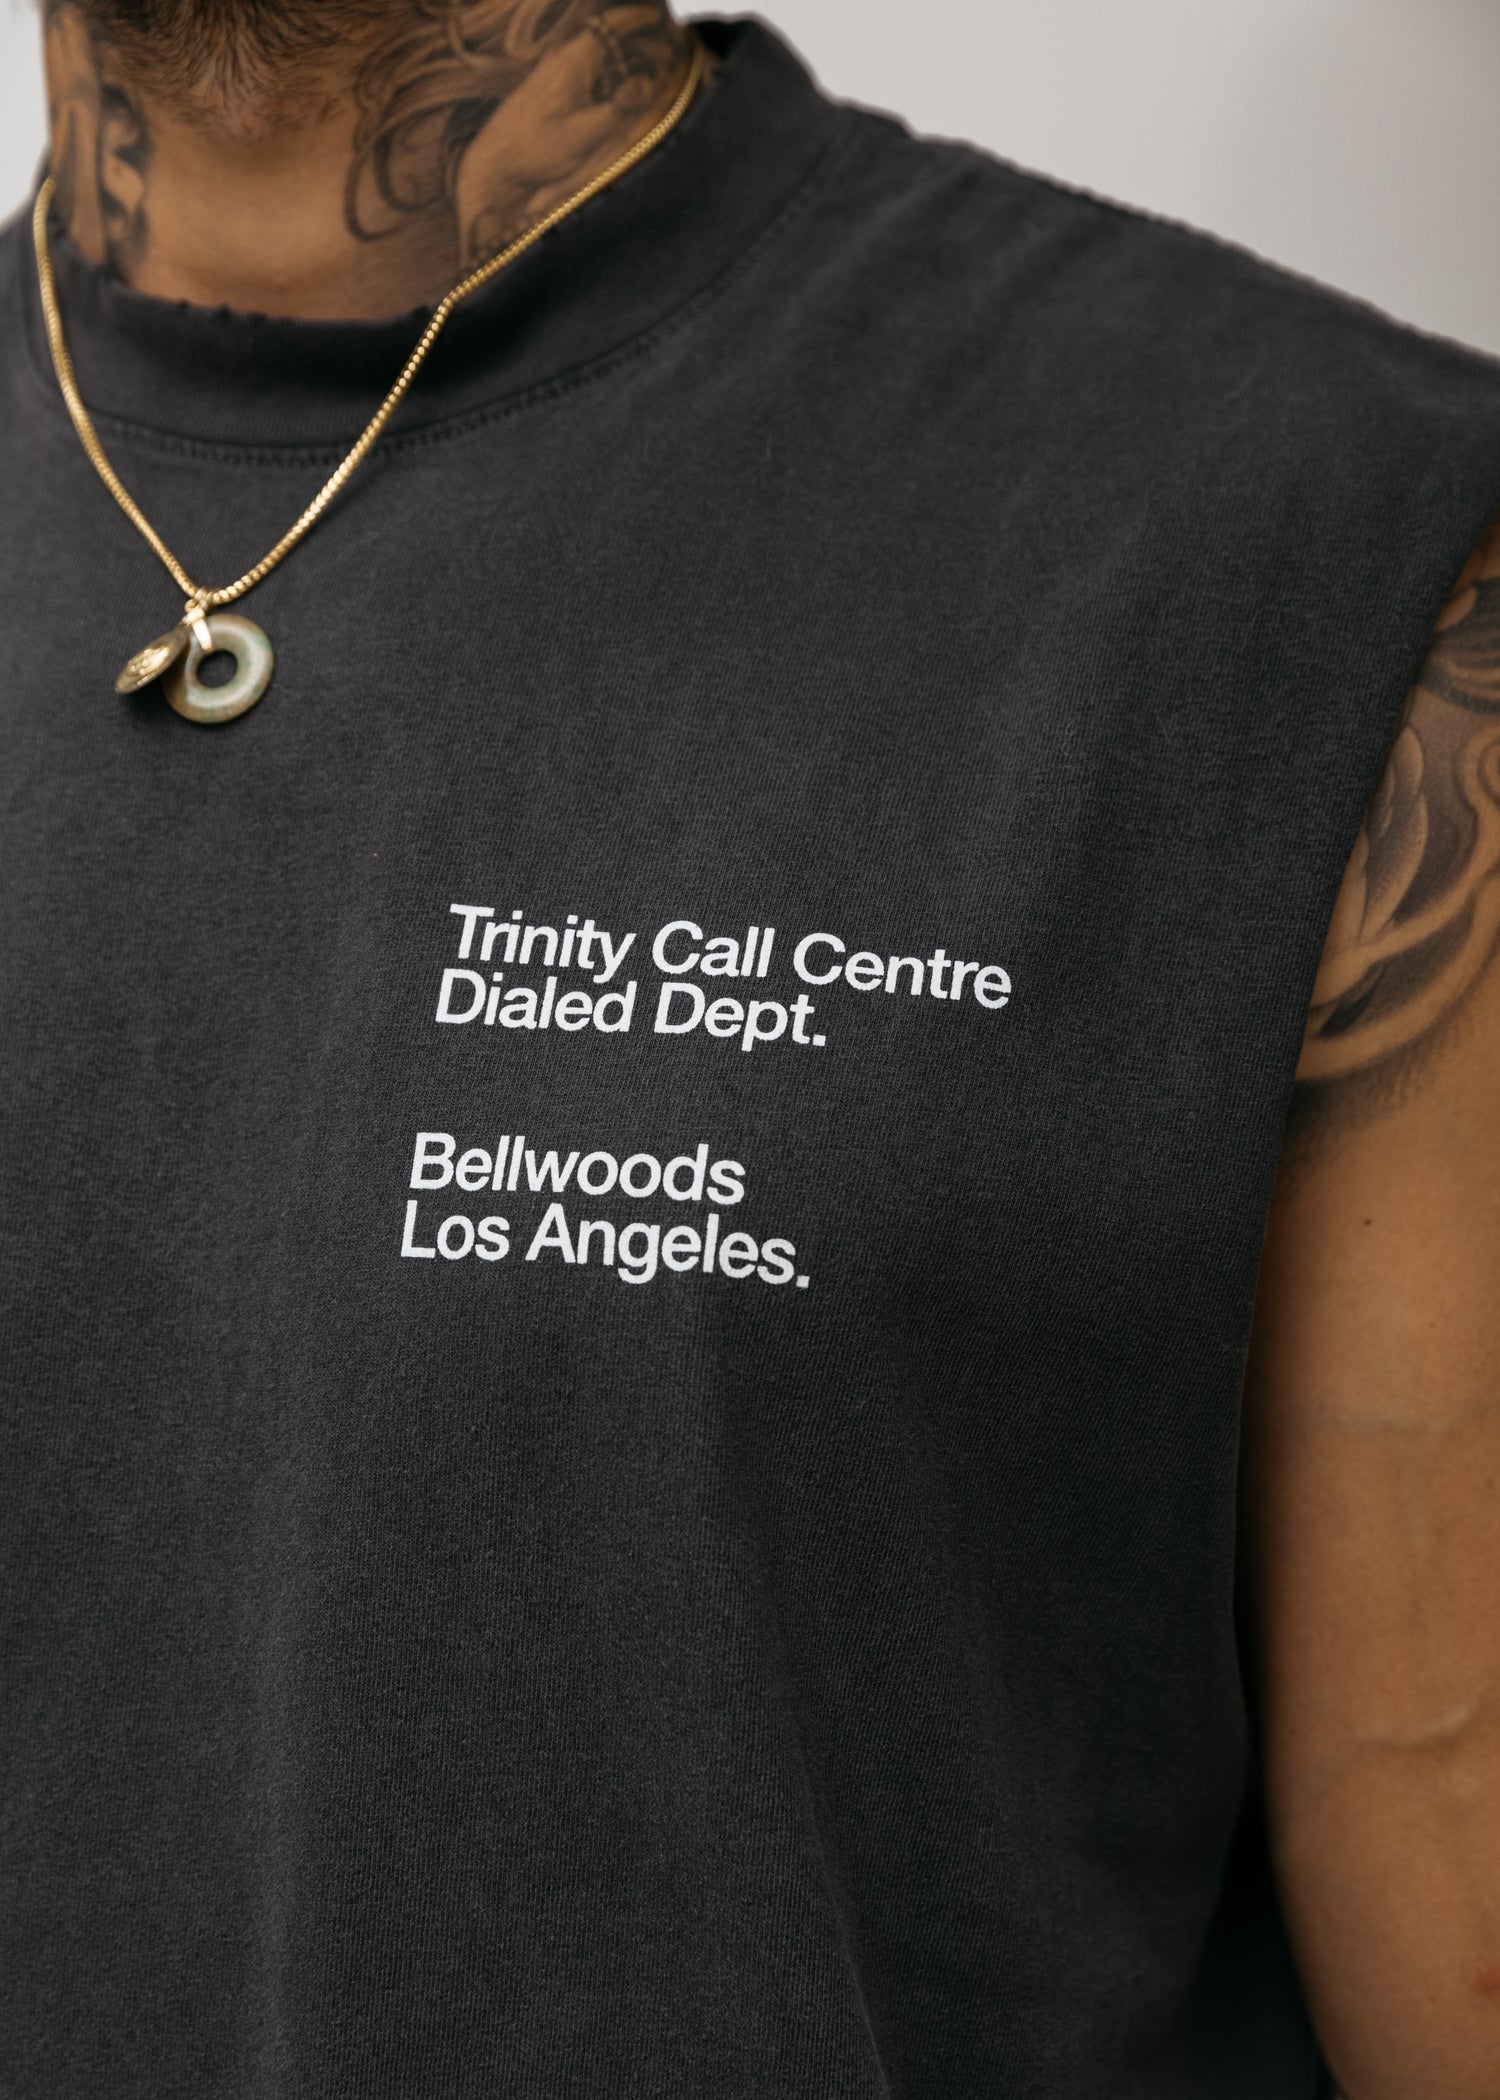 Trinity Call Centre
Dialed Dept.
Bellwoods
Los Angeles.